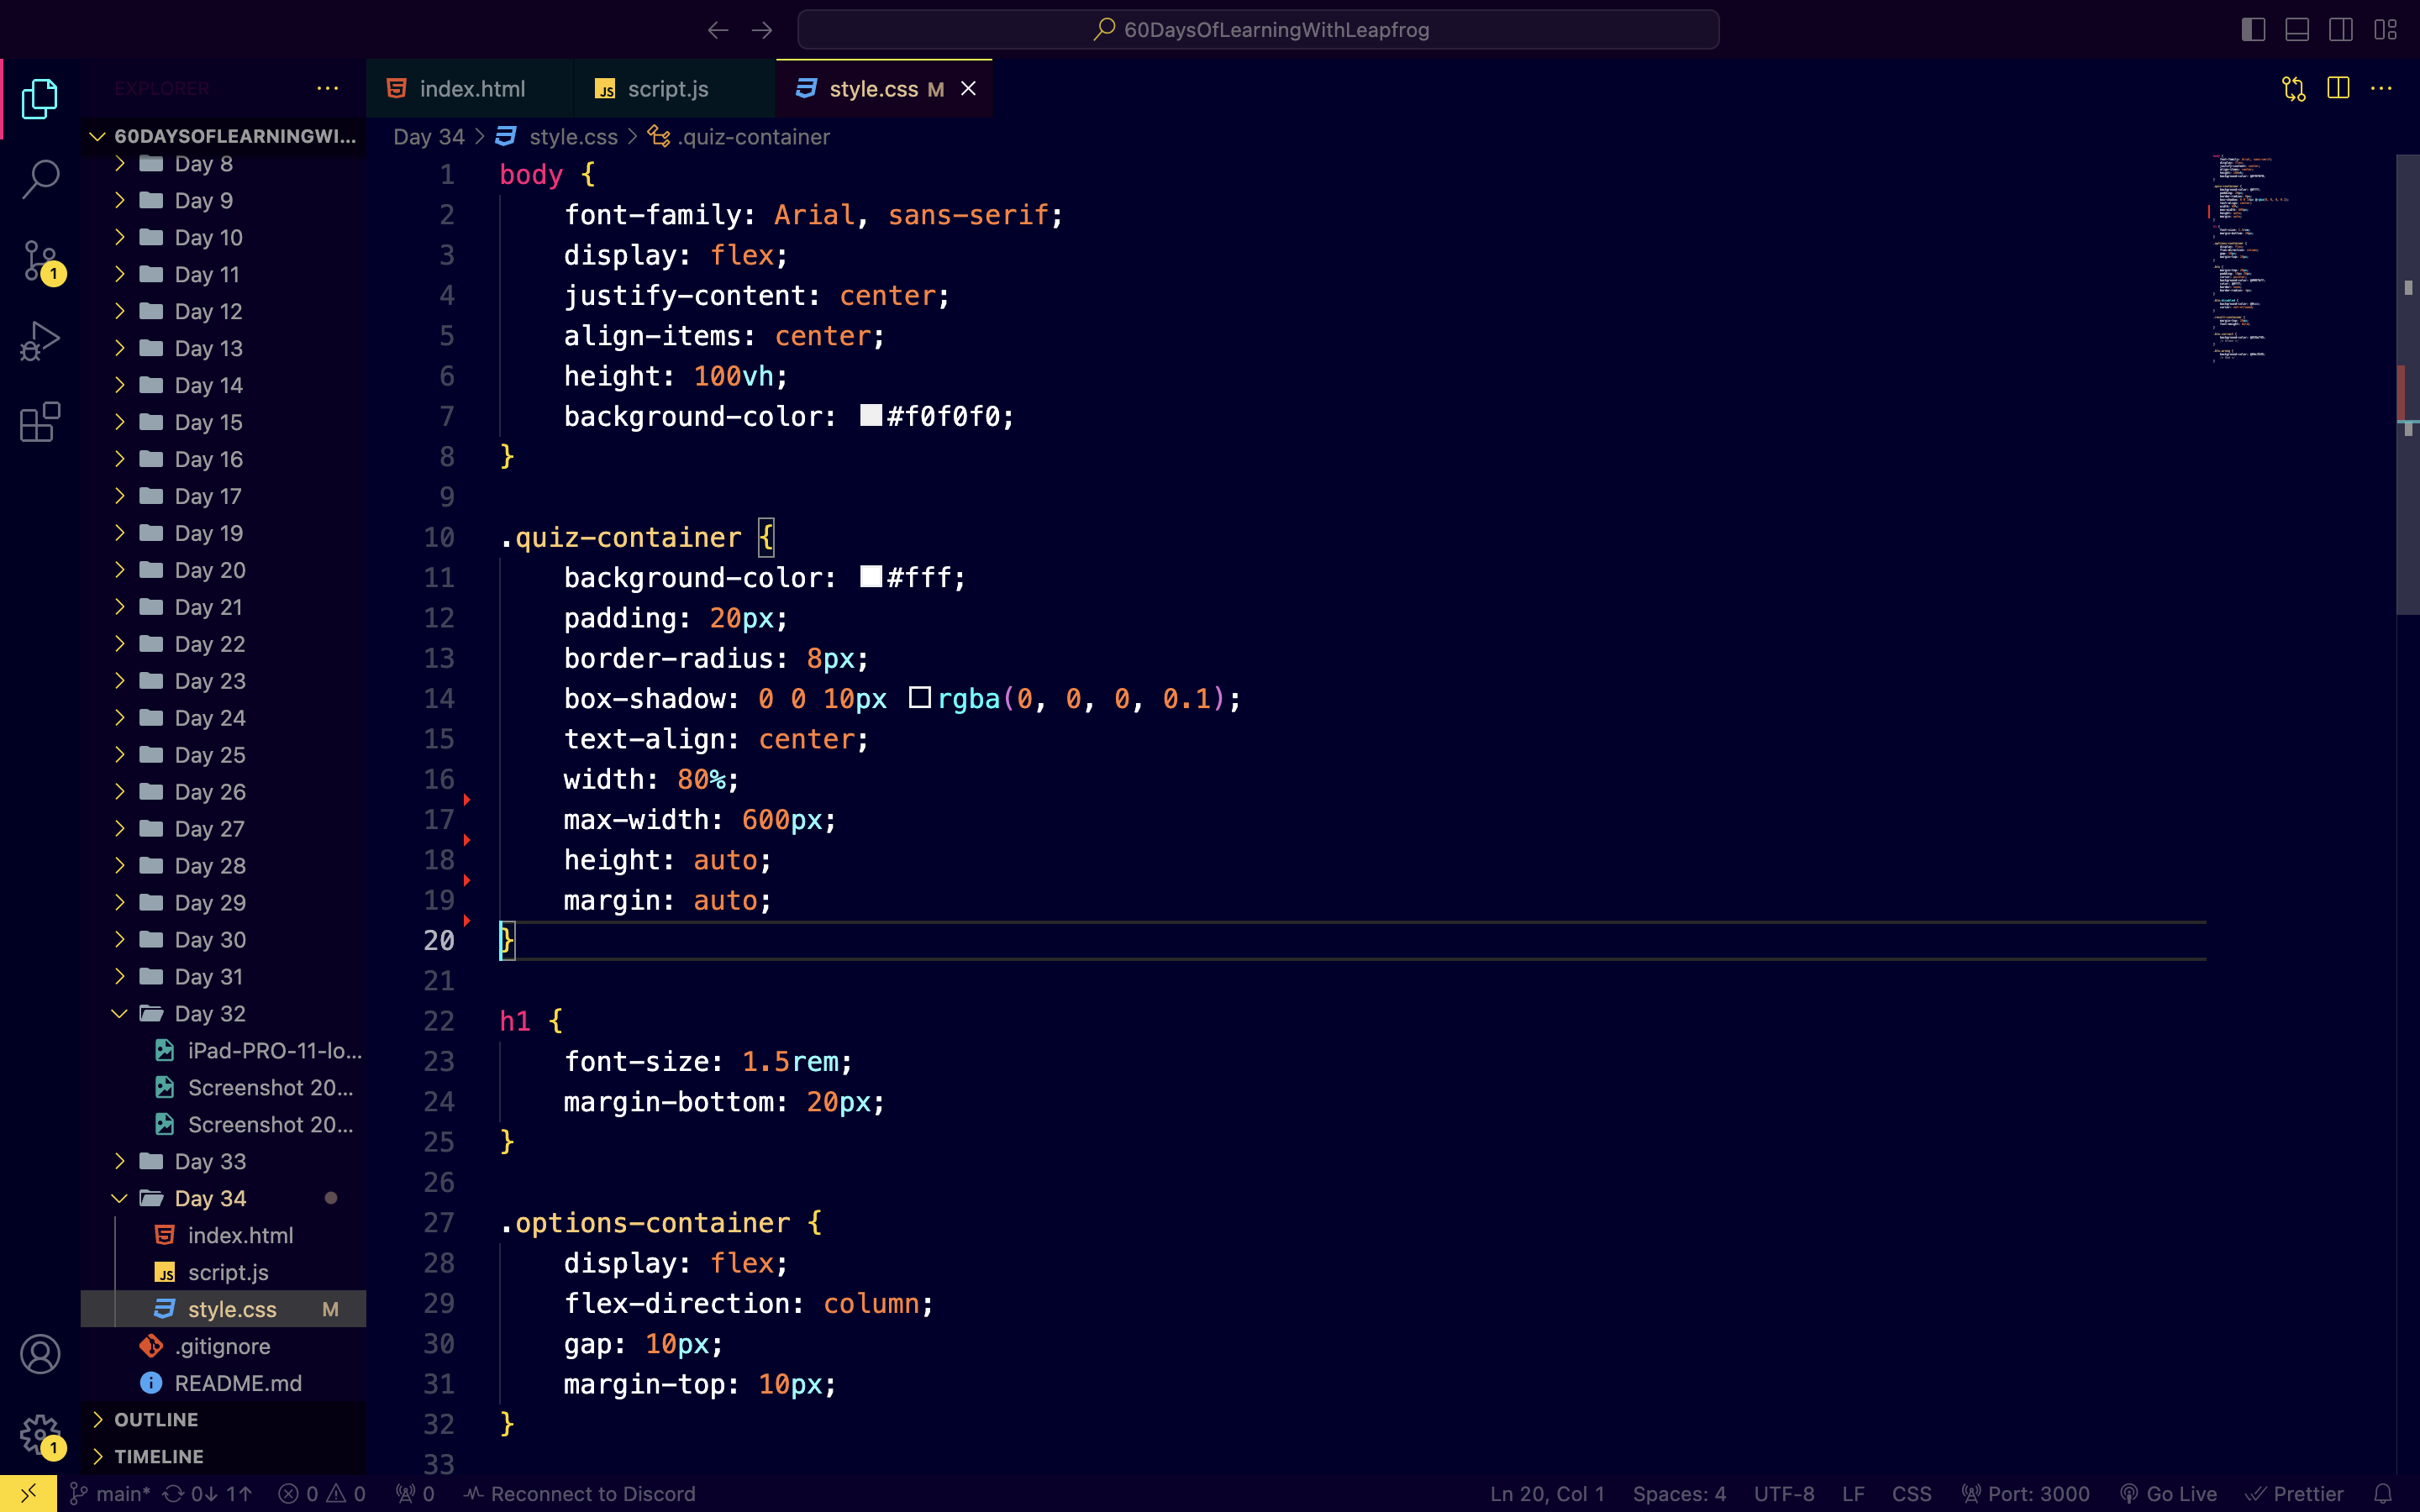 60DaysOfLearningWithLeapfrog
EXPLORER
index.html
script.js
style.css M
60DAYSOFLEARNINGWI...
Day 34 > style.css > .quiz-container
Day 8
Day 9
Day 10
Day 11
Day 12
Day 13
Day 14
Day 15
Day 16
Day 17
Day 19
Day 20
Day 21
Day 22
Day 23
Day 24
Day 25
Day 26
Day 27
Day 28
Day 29
Day 30
Day 31
Day 32
iPad-PRO-11-lo...
Screenshot 20...
Screenshot 20...
Day 33
Day 34
index.html
script.js
style.css M
.gitignore
README.md
OUTLINE
TIMELINE
1
1
1 body {
2 font-family: Arial, sans-serif;
3 display: flex;
4 justify-content: center;
5 align-items: center;
6 height: 100vh;
7 background-color: #f0f0f0;
8 }
9
10 .quiz-container {
11 background-color: #fff;
12 padding: 20px;
13 border-radius: 8px;
14 box-shadow: 0 0 10px rgba(0, 0, 0, 0.1);
15 text-align: center;
16 width: 80%;
17 max-width: 600px;
18 height: auto;
19 margin: auto;
20 }
21
22 h1 {
23 font-size: 1.5rem;
24 margin-bottom: 20px;
25 }
26
27 .options-container {
28 display: flex;
29 flex-direction: column;
30 gap: 10px;
31 margin-top: 10px;
32 }
33
main* 0↓ 1↑ 0 0 0 Reconnect to Discord Ln 20, Col 1 Spaces: 4 UTF-8 LF CSS Port: 3000 Go Live Prettier